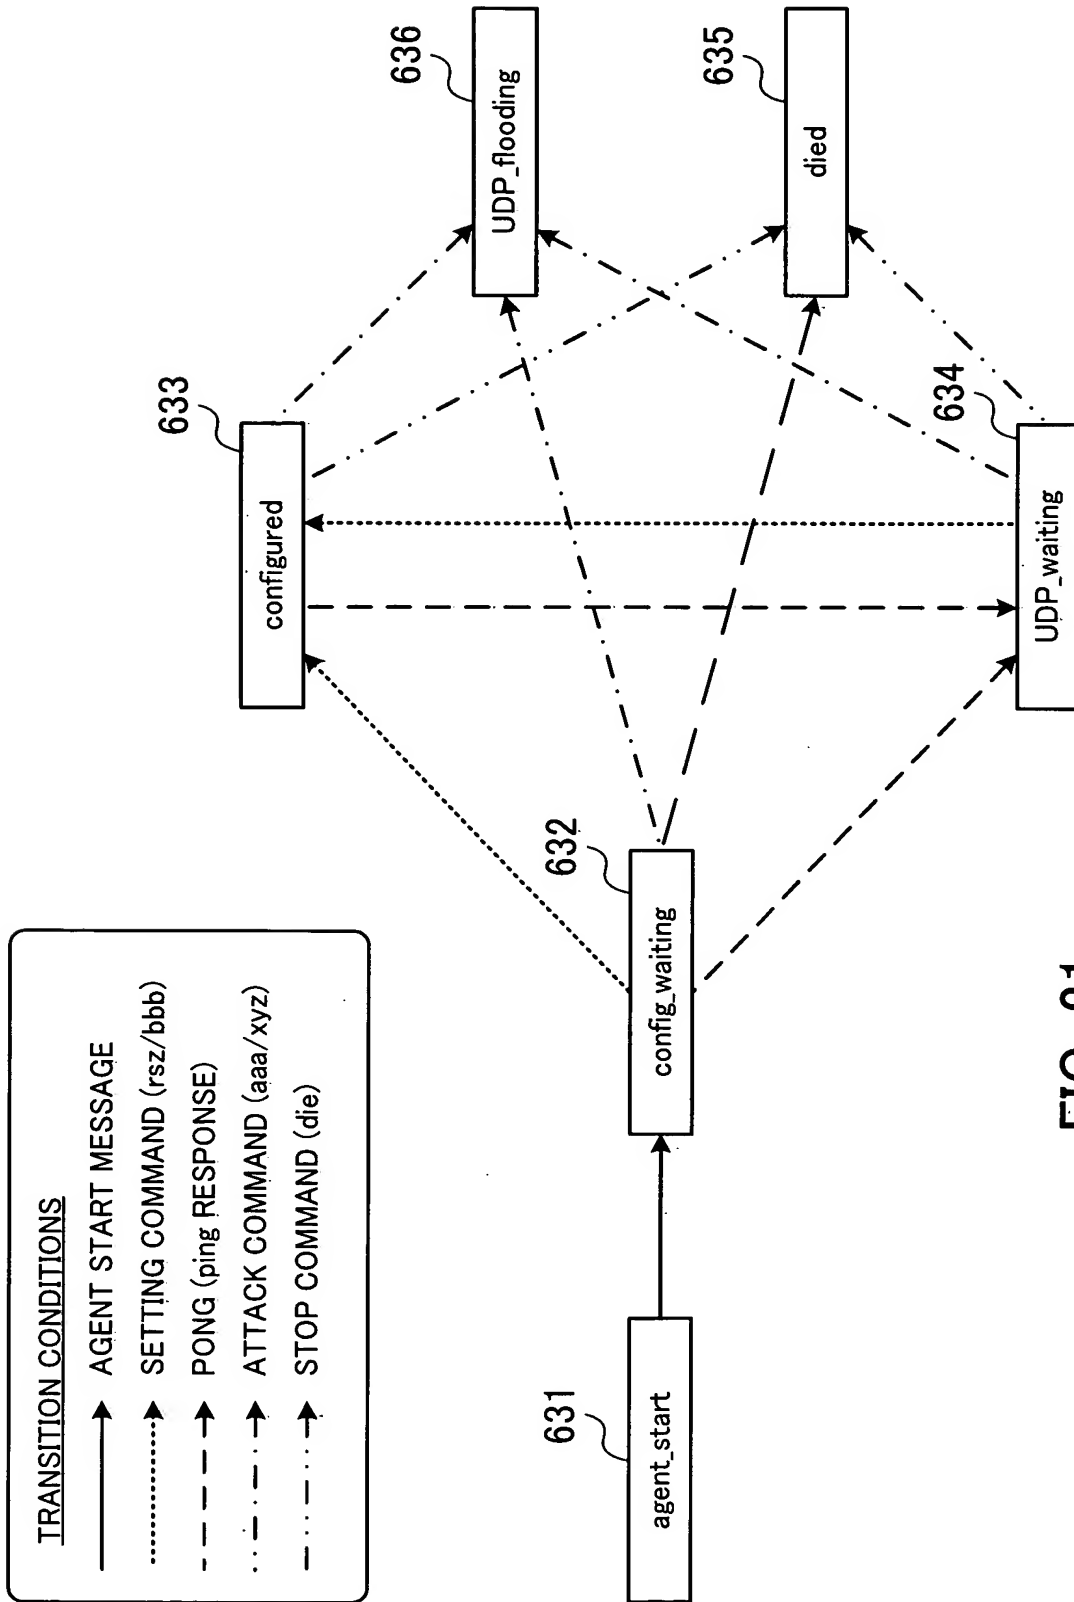 TRANSITION CONDITIONS
AGENT START MESSAGE
SETTING COMMAND (rsz/bbb)
PONG (ping RESPONSE)
ATTACK COMMAND (aaa/xyz)
STOP COMMAND (die)
631
agent_start
632
config_waiting
633
configured
634
UDP_waiting
636
UDP_flooding
635
died